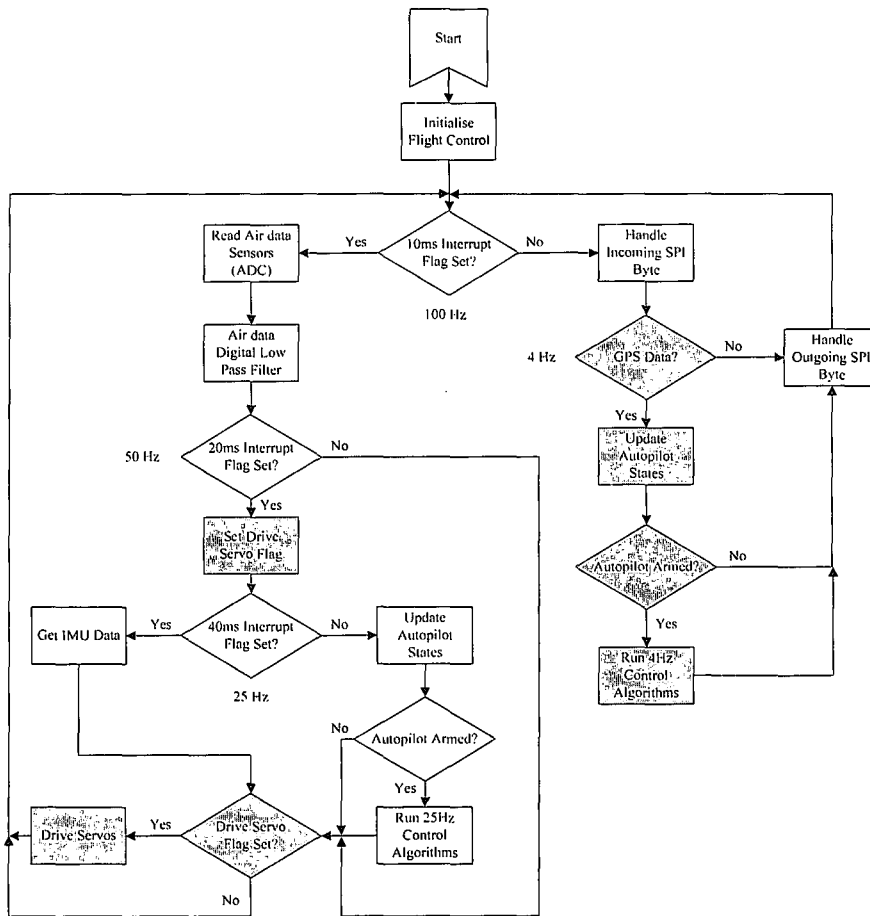 Start
Initialise
Flight Control
10ms Interrupt
Flag Set?
Yes
No
100 Hz
Read Air data
Sensors
(ADC)
Handle
Incoming SPI
Byte
Air data
Digital Low
Pass Filter
4 Hz
GPS Data?
No
Handle
Outgoing SPI
Byte
Yes
50 Hz
20ms Interrupt
Flag Set?
No
Update
Autopilot
States
Yes
Set Drive
Servo Flag
Autopilot Armed?
No
Yes
Get IMU Data
Yes
40ms Interrupt
Flag Set?
No
Update
Autopilot
States
Run 4Hz
Control
Algorithms
25 Hz
No
Autopilot Armed?
Yes
Drive Servos
Yes
Drive Servo
Flag Set?
Run 25Hz
Control
Algorithms
No